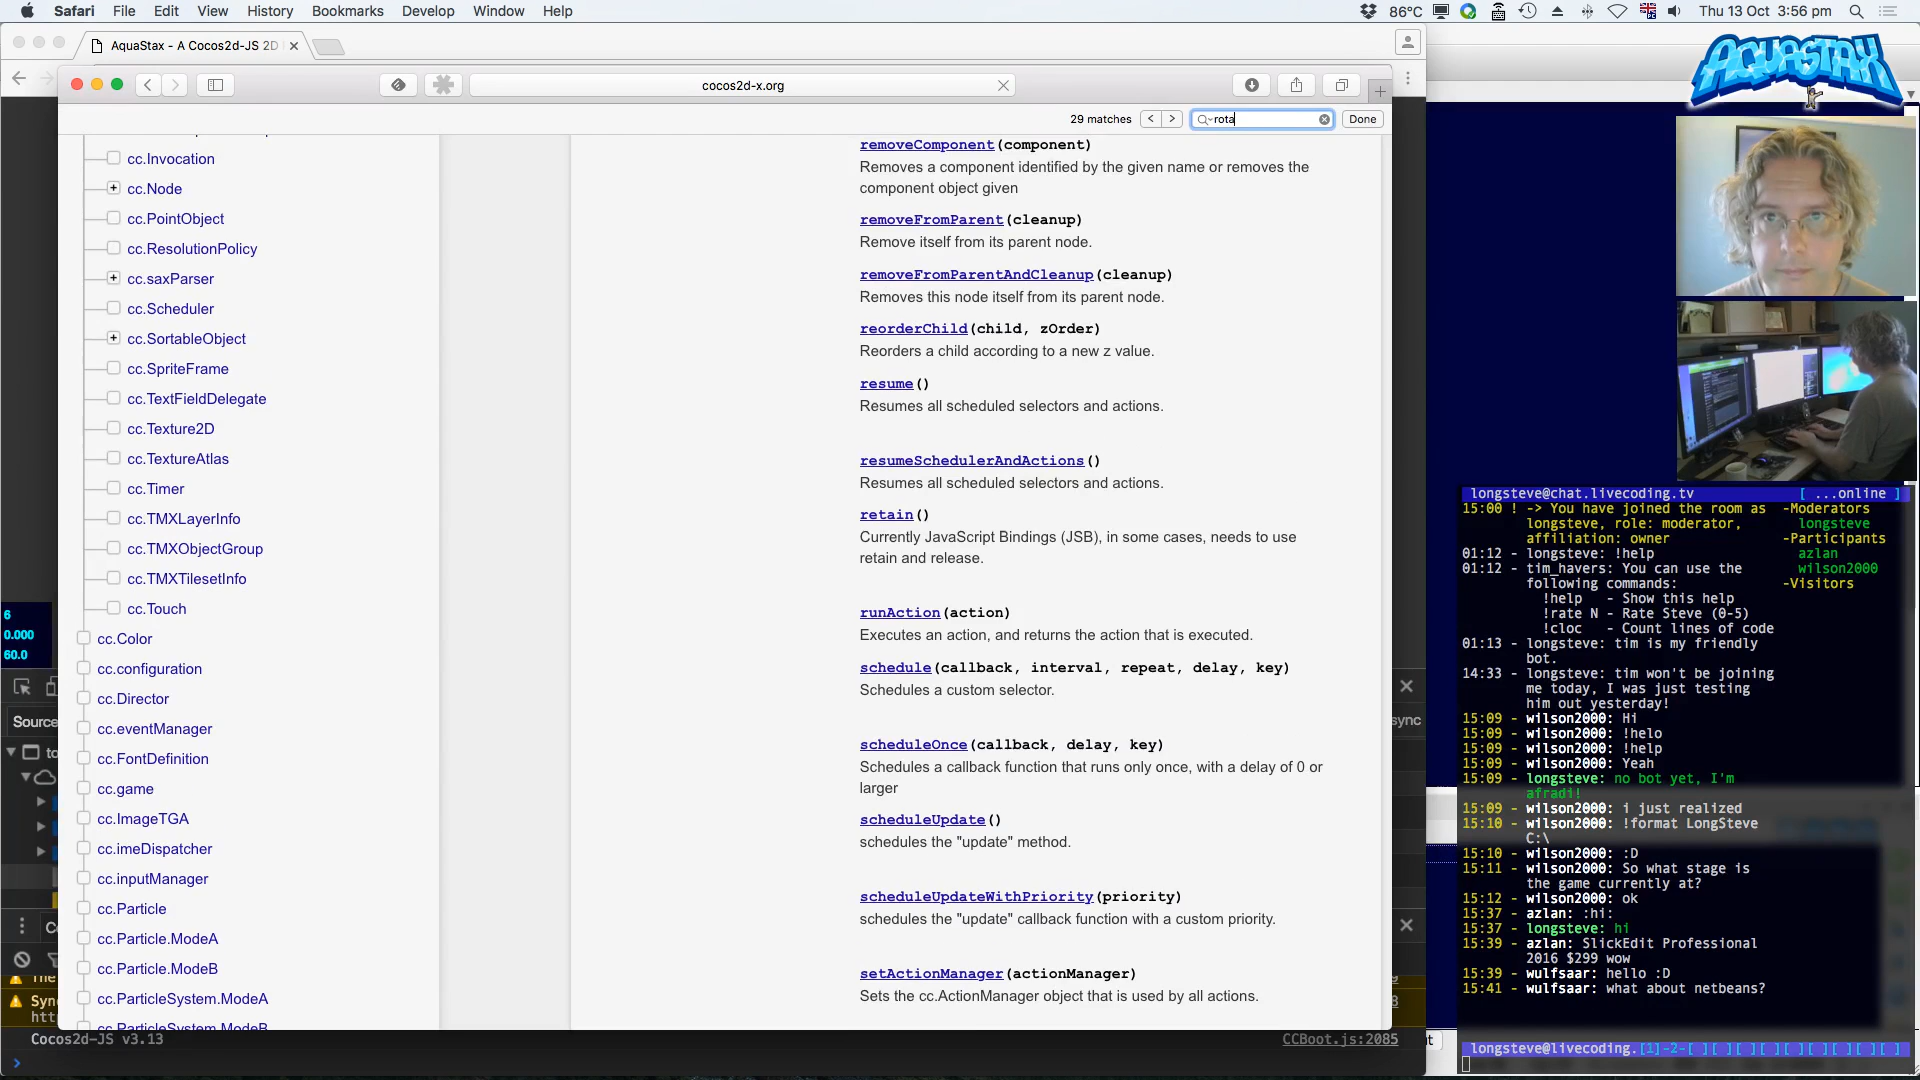 Safari File Edit View History Bookmarks Develop Window Help
86°C Thu 13 Oct 3:56 pm
AquaStax - A Cocos2d-JS 2D
cocos2d-x.org
29 matches rota Done
cc.Invocation
cc.Node
cc.PointObject
cc.ResolutionPolicy
cc.saxParser
cc.Scheduler
cc.SortableObject
cc.SpriteFrame
cc.TextFieldDelegate
cc.Texture2D
cc.TextureAtlas
cc.Timer
cc.TMXLayerInfo
cc.TMXObjectGroup
cc.TMXTilesetInfo
cc.Touch
cc.Color
cc.configuration
cc.Director
cc.eventManager
cc.FontDefinition
cc.game
cc.ImageTGA
cc.imeDispatcher
cc.inputManager
cc.Particle
cc.Particle.ModeA
cc.Particle.ModeB
cc.ParticleSystem.ModeA
cc.ParticleSystem.ModeB
removeComponent(component)
Removes a component identified by the given name or removes the
component object given
removeFromParent(cleanup)
Remove itself from its parent node.
removeFromParentAndCleanup(cleanup)
Removes this node itself from its parent node.
reorderChild(child, zOrder)
Reorders a child according to a new z value.
resume()
Resumes all scheduled selectors and actions.
resumeSchedulerAndActions()
Resumes all scheduled selectors and actions.
retain()
Currently JavaScript Bindings (JSB), in some cases, needs to use
retain and release.
runAction(action)
Executes an action, and returns the action that is executed.
schedule(callback, interval, repeat, delay, key)
Schedules a custom selector.
scheduleOnce(callback, delay, key)
Schedules a callback function that runs only once, with a delay of 0 or
larger
scheduleUpdate()
schedules the "update" method.
scheduleUpdateWithPriority(priority)
schedules the "update" callback function with a custom priority.
setActionManager(actionManager)
Sets the cc.ActionManager object that is used by all actions.
6
0.000
60.0
Source
to
sync
Syn
htt
Cocos2d-JS v3.13
CCBoot.js:2085
AQUASTAX
longsteve@chat.livecoding.tv [ ...online ]
15:00 ! -> You have joined the room as
longsteve, role: moderator,
affiliation: owner
01:12 - longsteve: !help
01:12 - tim_havers: You can use the
following commands:
!help - Show this help
!rate N - Rate Steve (0-5)
!cloc - Count lines of code
01:13 - longsteve: tim is my friendly
bot.
14:33 - longsteve: tim won't be joining
me today, I was just testing
him out yesterday!
15:09 - wilson2000: Hi
15:09 - wilson2000: !helo
15:09 - wilson2000: !help
15:09 - wilson2000: Yeah
15:09 - longsteve: no bot yet, I'm
afradi!
15:09 - wilson2000: i just realized
15:10 - wilson2000: !format LongSteve
C:\
15:10 - wilson2000: :D
15:11 - wilson2000: So what stage is
the game currently at?
15:12 - wilson2000: ok
15:37 - azlan: :hi:
15:37 - longsteve: hi
15:39 - azlan: SlickEdit Professional
2016 $299 wow
15:39 - wulfsaar: hello :D
15:41 - wulfsaar: what about netbeans?
-Moderators
longsteve
-Participants
azlan
wilson2000
-Visitors
longsteve@livecoding.[1]-2-[ ][ ][ ][ ][ ][ ][ ][ ][ ]